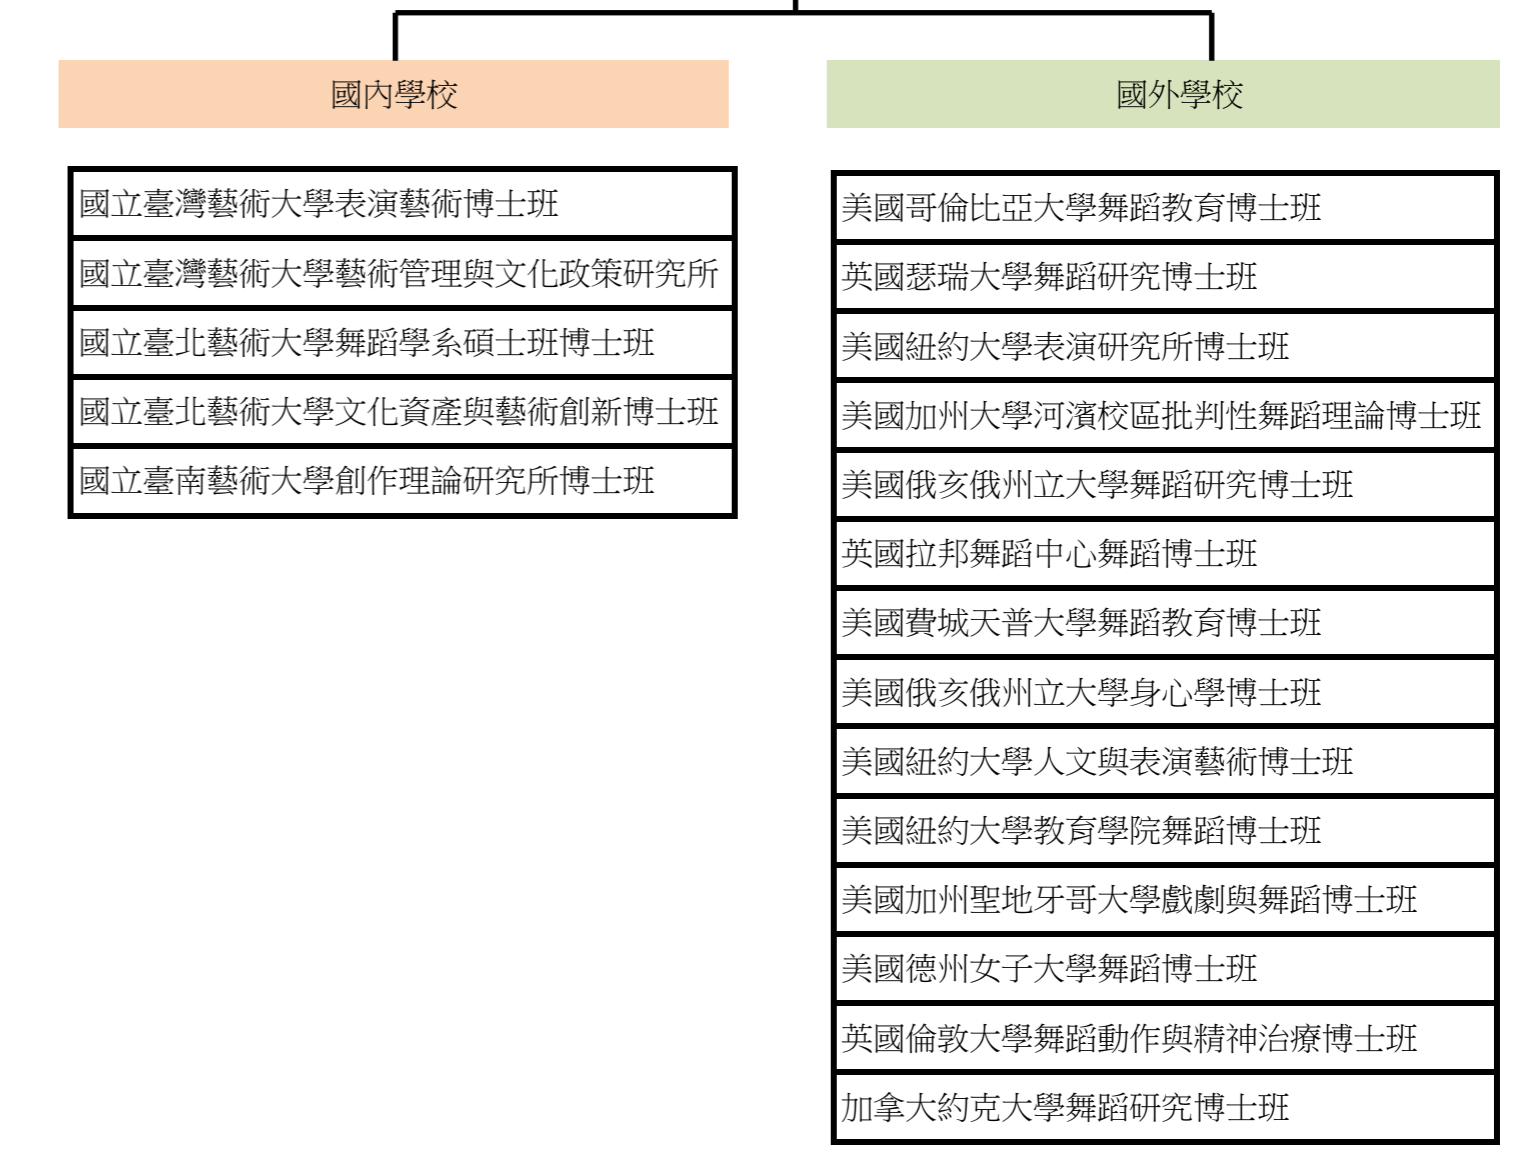 國內學校
國外學校
國立臺灣藝術大學表演藝術博士班
國立臺灣藝術大學藝術管理與文化政策研究所
國立臺北藝術大學舞蹈學系碩士班博士班
國立臺北藝術大學文化資產與藝術創新博士班
國立臺南藝術大學創作理論研究所博士班
美國哥倫比亞大學舞蹈教育博士班
英國瑟瑞大學舞蹈研究博士班
美國紐約大學表演研究所博士班
美國加州大學河濱校區批判性舞蹈理論博士班
美國俄亥俄州立大學舞蹈研究博士班
英國拉邦舞蹈中心舞蹈博士班
美國費城天普大學舞蹈教育博士班
美國俄亥俄州立大學身心學博士班
美國紐約大學人文與表演藝術博士班
美國紐約大學教育學院舞蹈博士班
美國加州聖地牙哥大學戲劇與舞蹈博士班
美國德州女子大學舞蹈博士班
英國倫敦大學舞蹈動作與精神治療博士班
加拿大約克大學舞蹈研究博士班